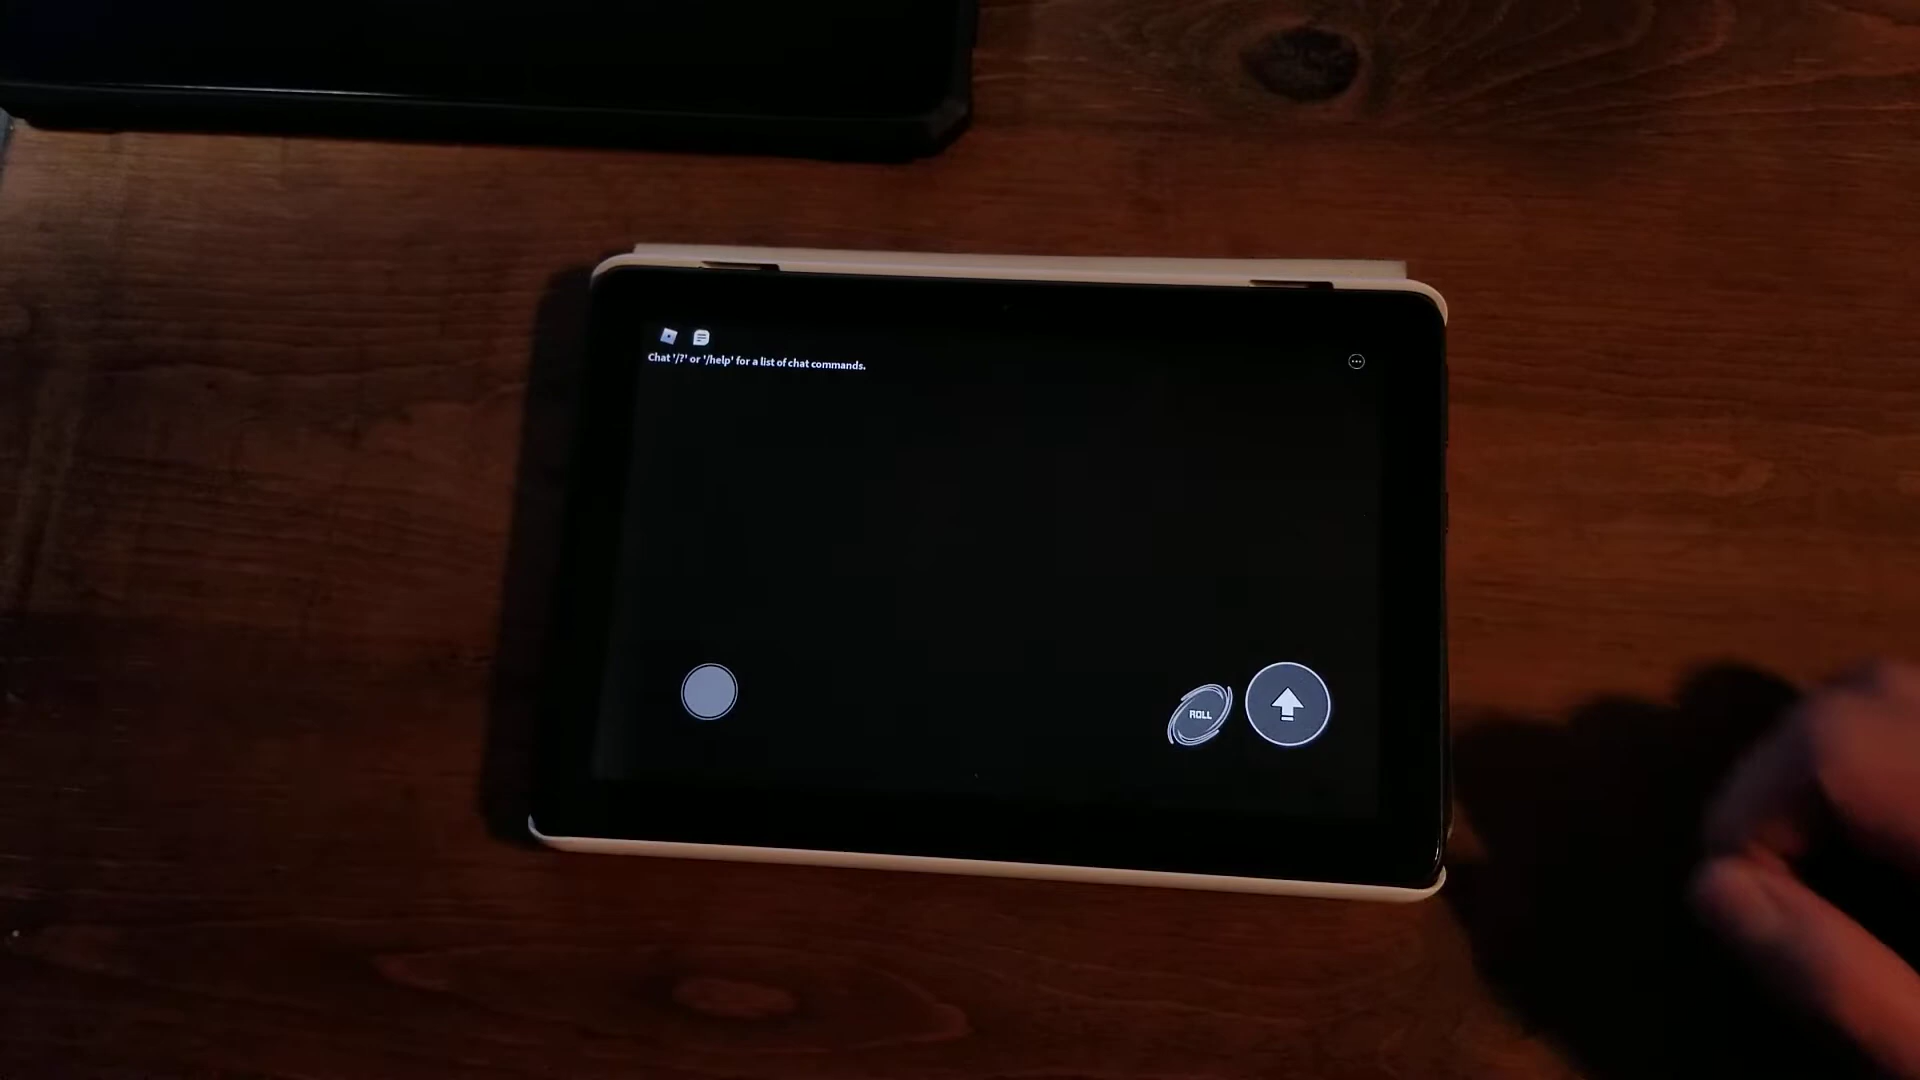 Chat '/?' or '/help' for a list of chat commands.
ROLL